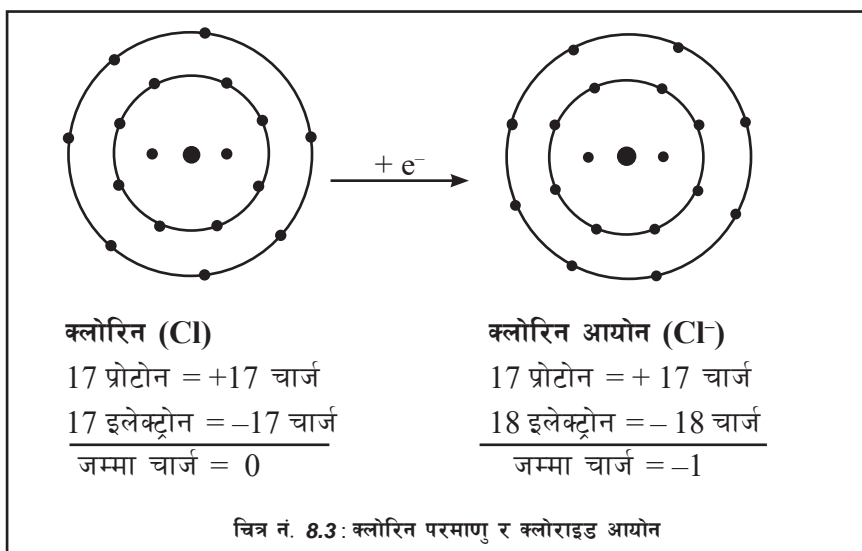 + e⁻
क्लोरिन (Cl)
17 प्रोटोन = +17 चार्ज
17 इलेक्ट्रोन = –17 चार्ज
जम्मा चार्ज = 0
क्लोरिन आयोन (Cl⁻)
17 प्रोटोन = + 17 चार्ज
18 इलेक्ट्रोन = – 18 चार्ज
जम्मा चार्ज = –1
चित्र नं. 8.3 : क्लोरिन परमाणु र क्लोराइड आयोन